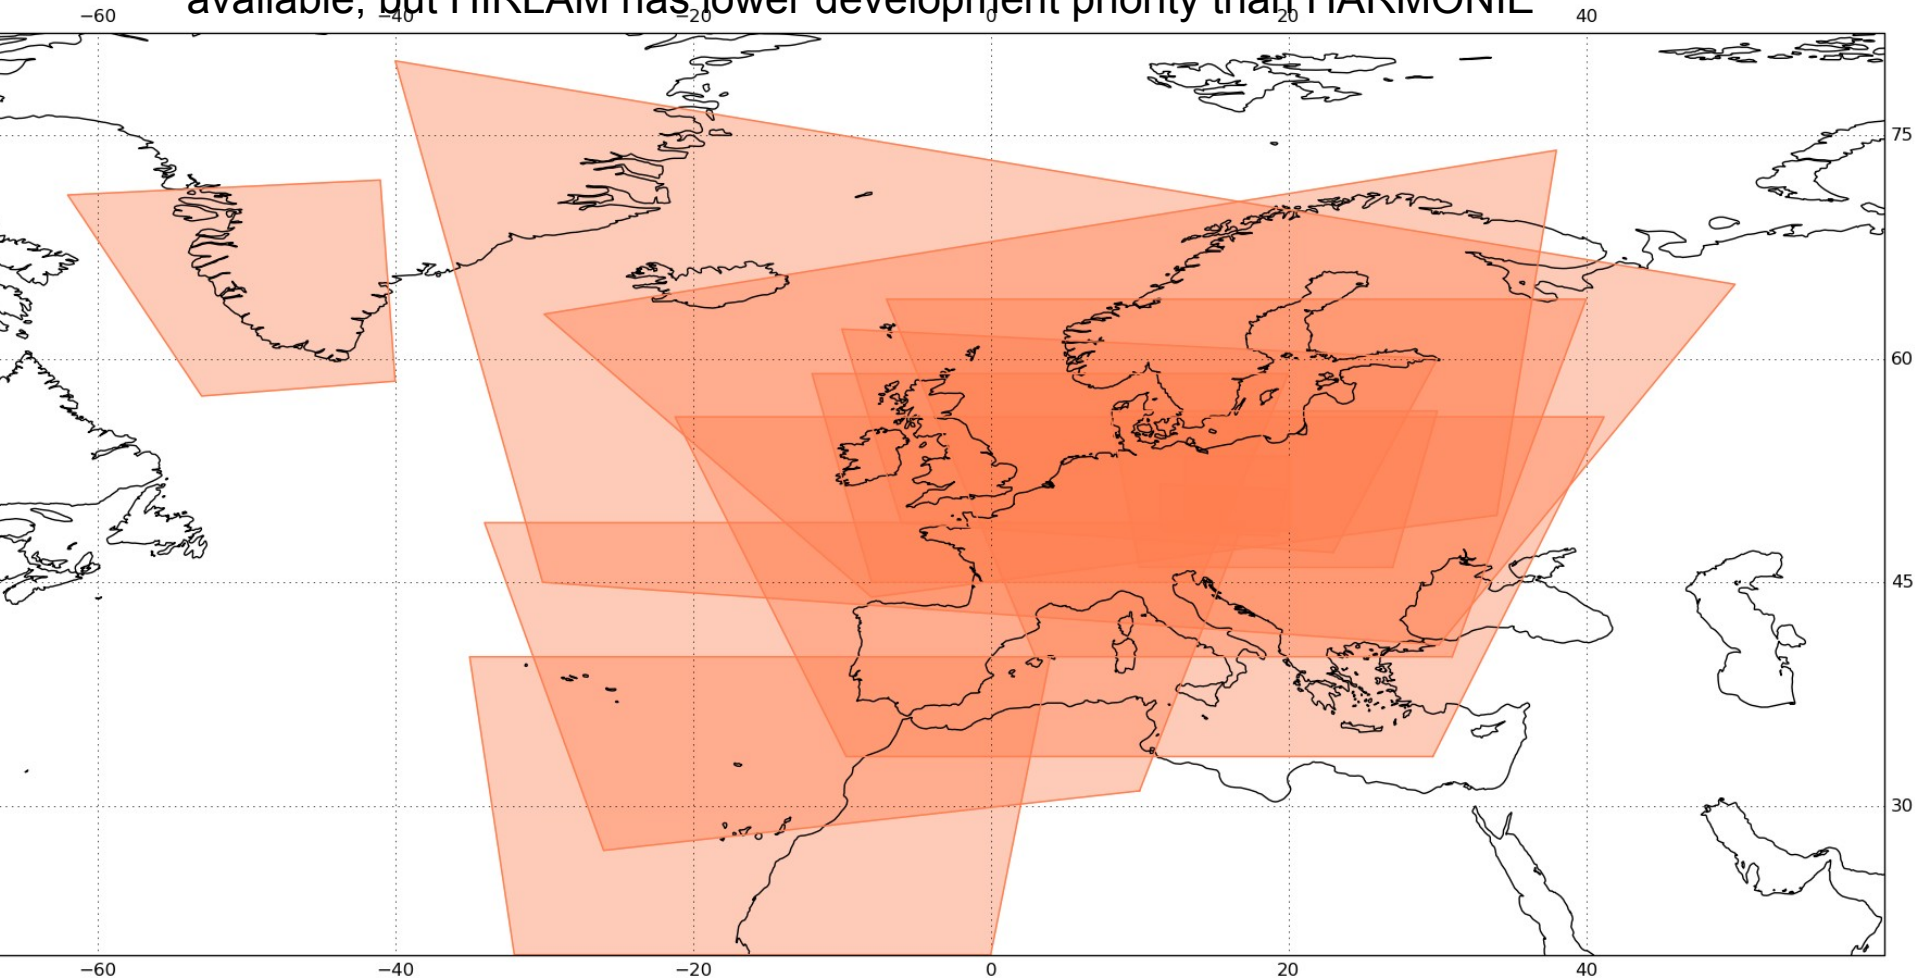 available, but HIRLAM has lower development priority than HARMONIE
−60 −40 −20 0 20 40
75
60
45
30
−60 −40 −20 0 20 40